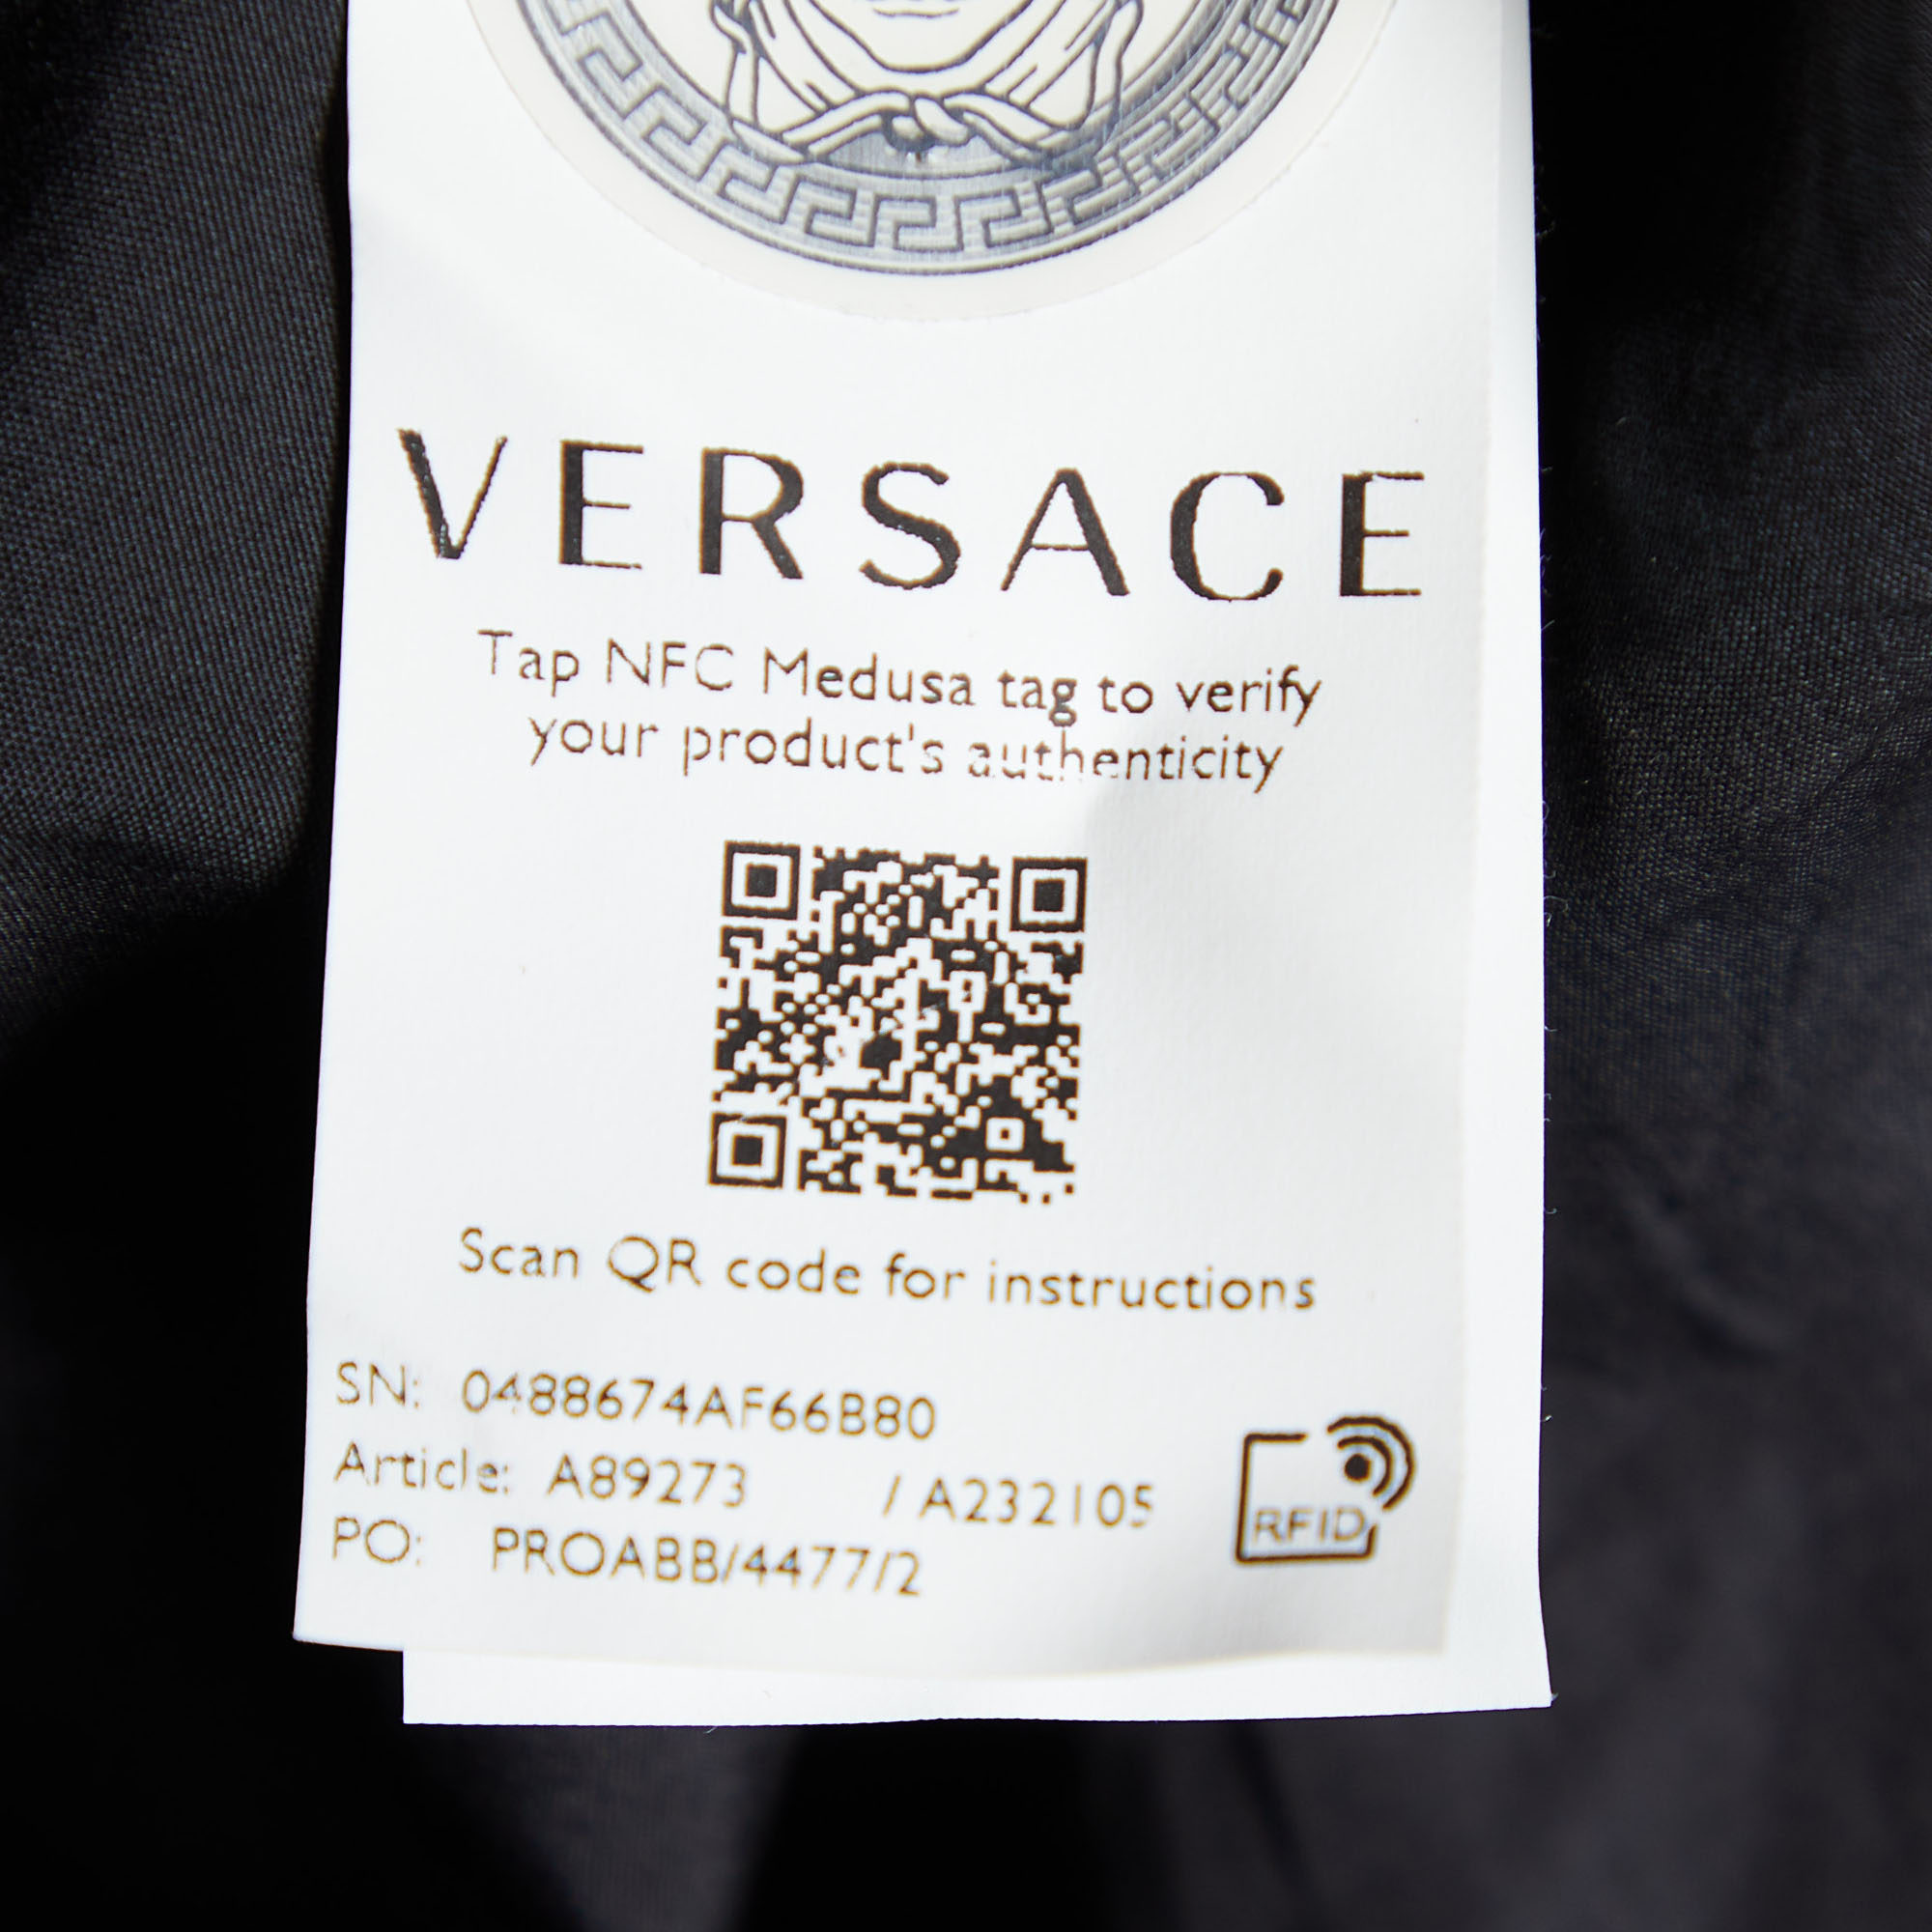 VERSACE
Tap NFC Medusa tag to verify
your product's authenticity
Scan QR code for instructions
SN: 0488674AF66B80
Article: A89273 / A232105
PO: PROABB/4477/2
RFID